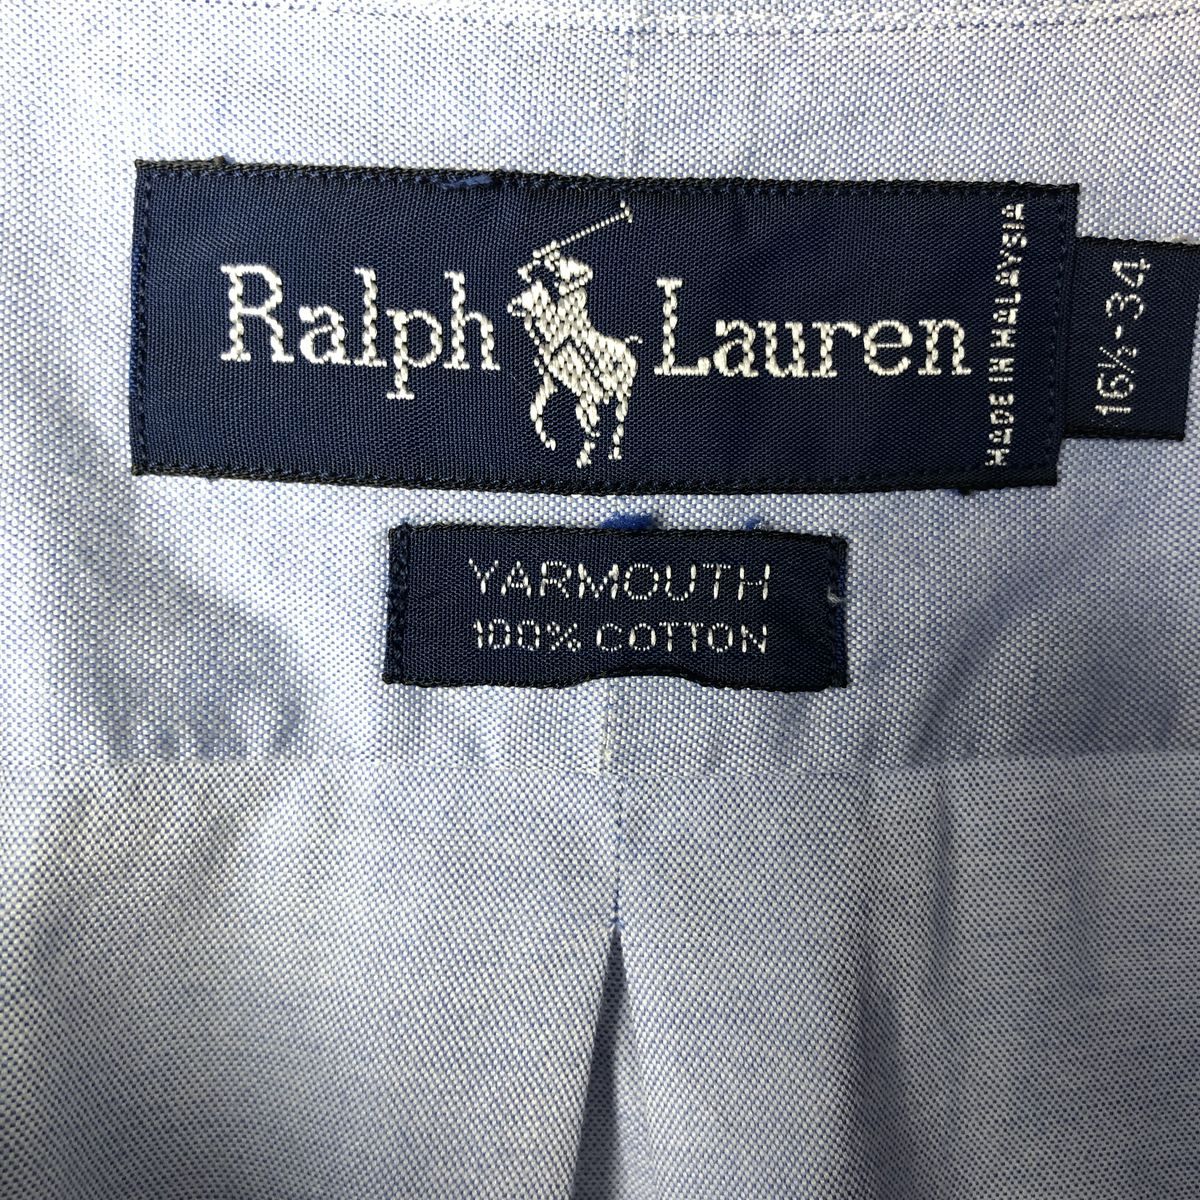 Ralph Lauren
MADE IN MALAYSIA
16½-34
YARMOUTH
100% COTTON